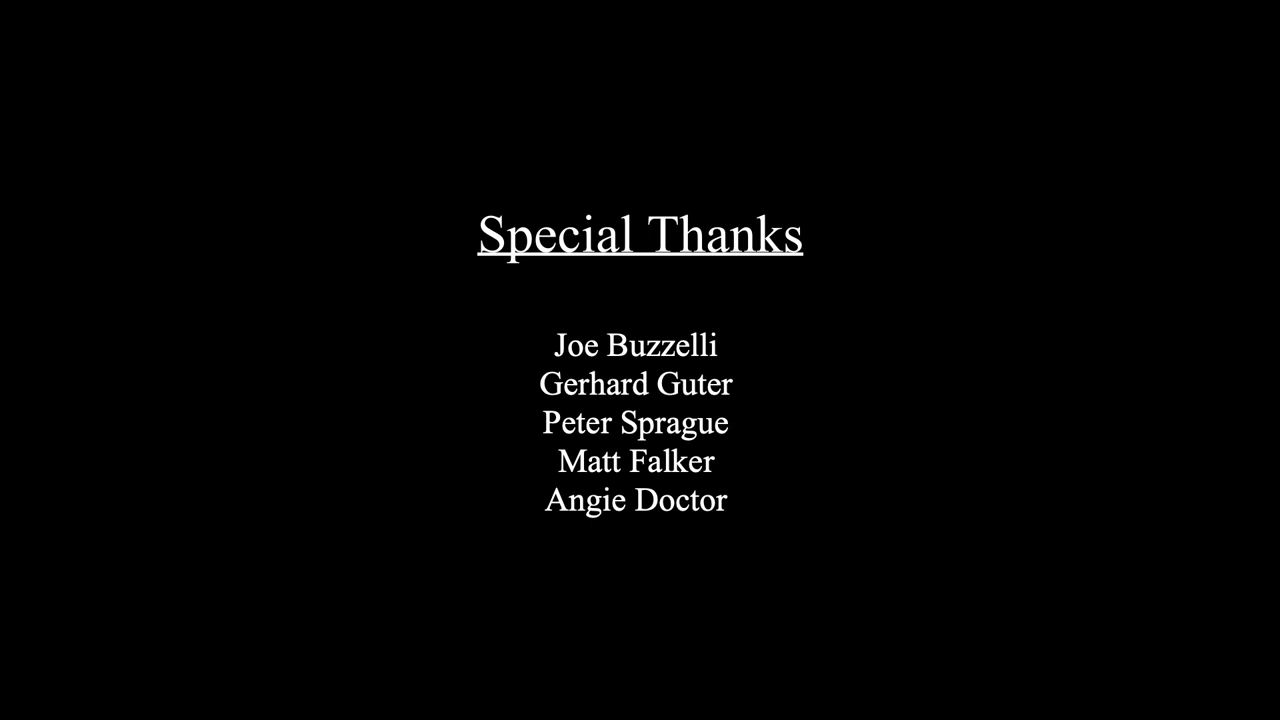 Special Thanks
Joe Buzzelli
Gerhard Guter
Peter Sprague
Matt Falker
Angie Doctor